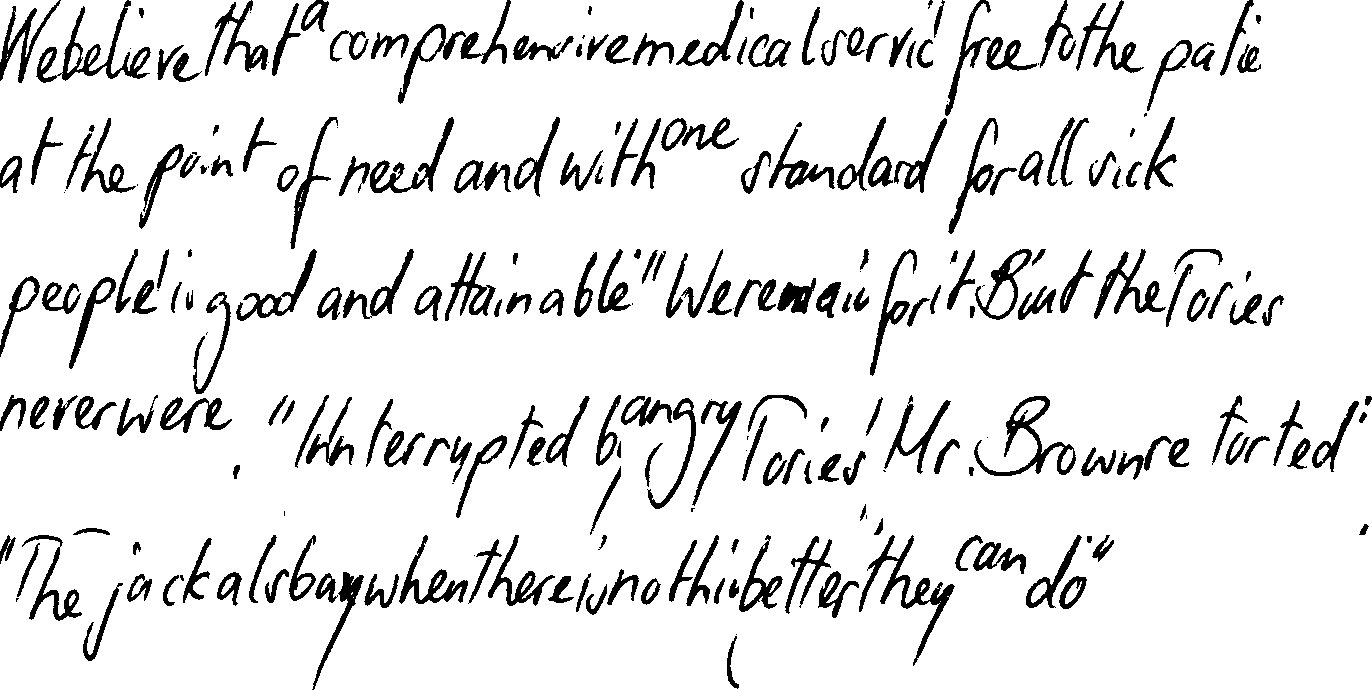 We believe that a comprehensive medical servic free to the patie
at the point of need and with one standard for all sick
people is good and attainable" We remain for it. But the Tories
never were. "Interrupted by angry Tories Mr. Brown retorted:
"The jackals bay when there is nothing better they can do"